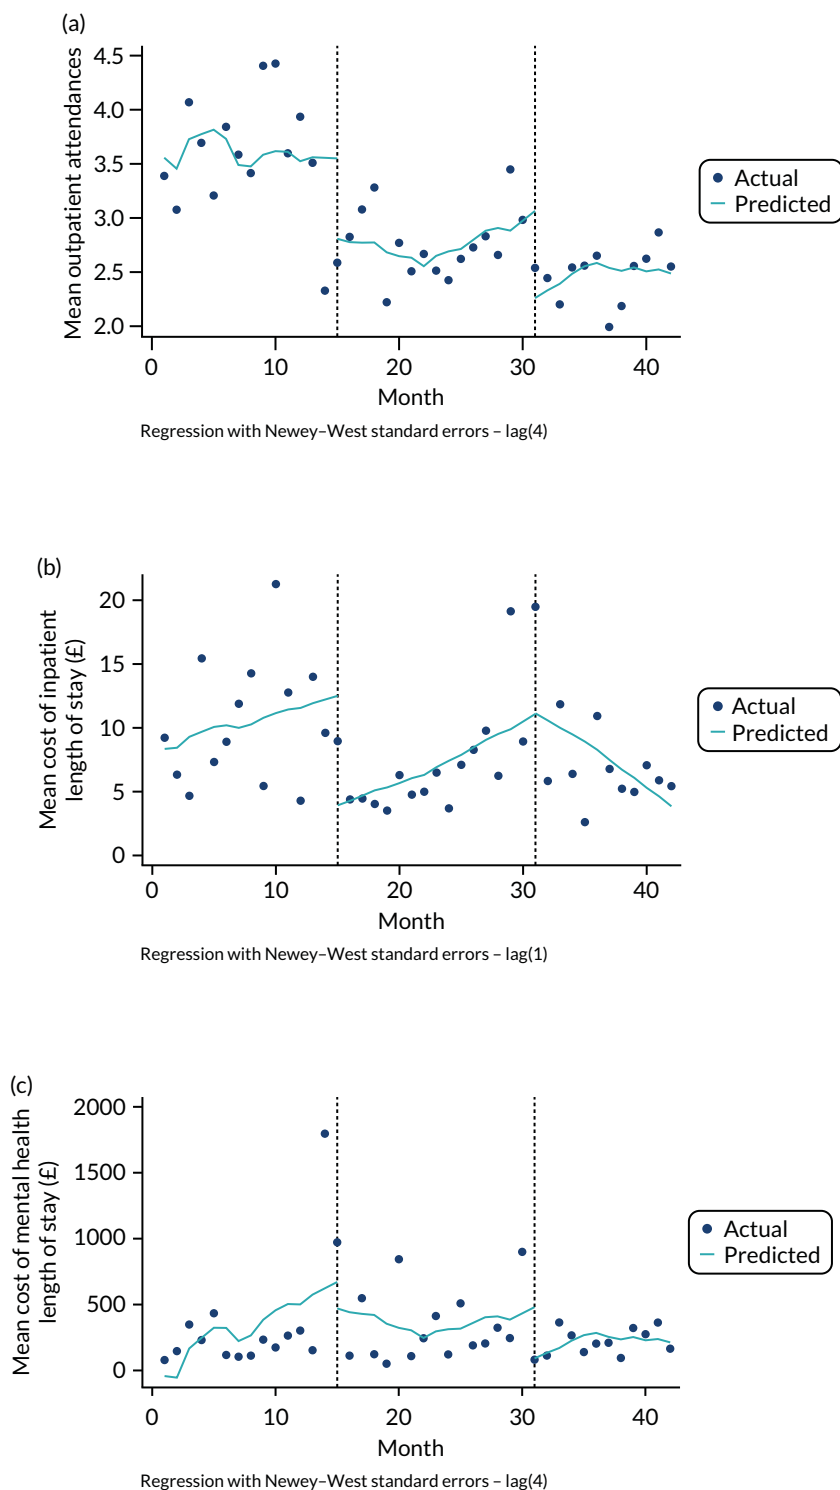 (a)
Mean outpatient attendances
4.5
4.0
3.5
3.0
2.5
2.0
0 10 20 30 40
Month
Actual
Predicted
Regression with Newey–West standard errors – lag(4)
(b)
Mean cost of inpatient
length of stay (£)
20
15
10
5
0
0 10 20 30 40
Month
Actual
Predicted
Regression with Newey–West standard errors – lag(1)
(c)
Mean cost of mental health
length of stay (£)
2000
1500
1000
500
0
0 10 20 30 40
Month
Actual
Predicted
Regression with Newey–West standard errors – lag(4)